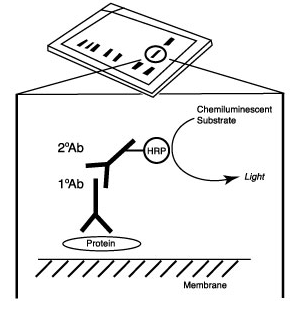 Chemiluminescent
Substrate
2°Ab
HRP
1°Ab
Light
Protein
Membrane